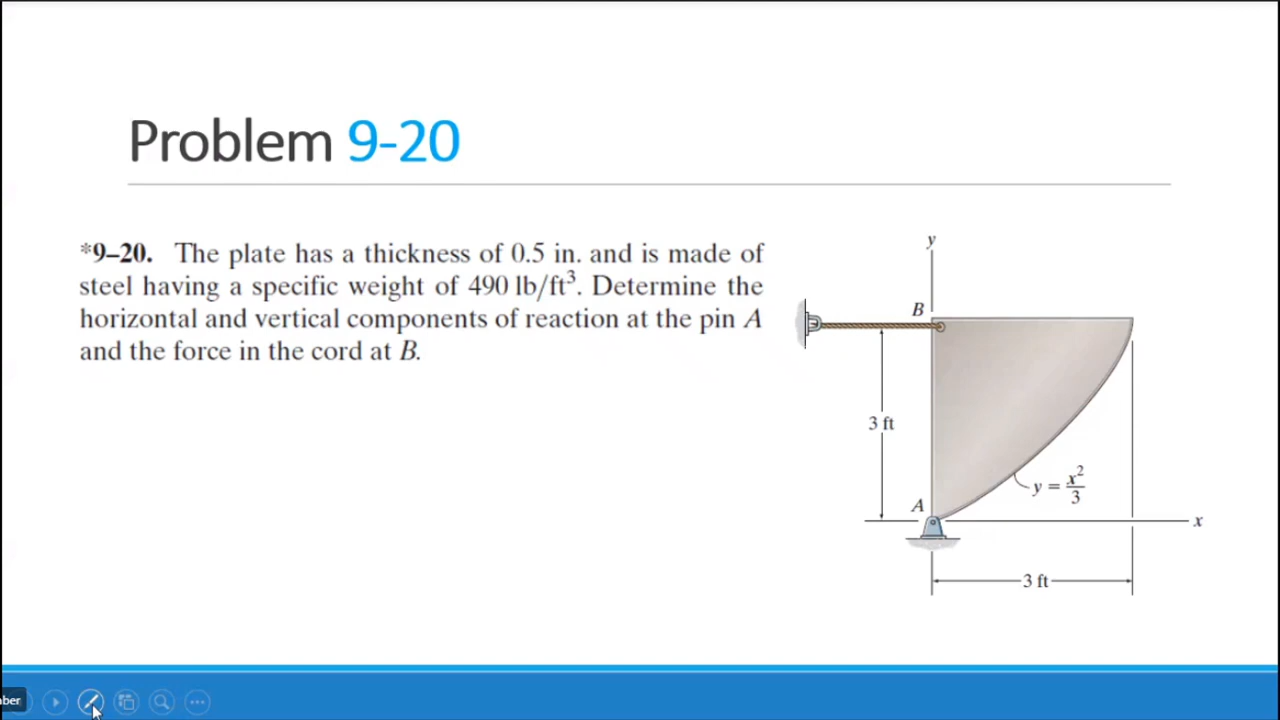 Problem 9-20
*9–20. The plate has a thickness of 0.5 in. and is made of
steel having a specific weight of 490 lb/ft³. Determine the
horizontal and vertical components of reaction at the pin A
and the force in the cord at B.
y
B
3 ft
y = x²/3
A
x
3 ft